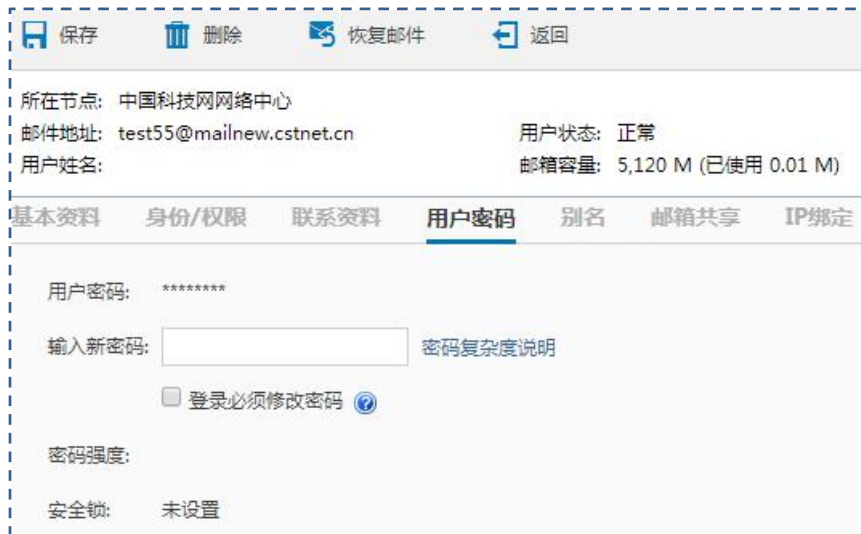 保存 删除 恢复邮件 返回
所在节点: 中国科技网网络中心
邮件地址: test55@mailnew.cstnet.cn 用户状态: 正常
用户姓名: 邮箱容量: 5,120 M (已使用 0.01 M)
基本资料 身份/权限 联系资料 用户密码 别名 邮箱共享 IP绑定
用户密码: ********
输入新密码: 密码复杂度说明
登录必须修改密码 ?
密码强度:
安全锁: 未设置